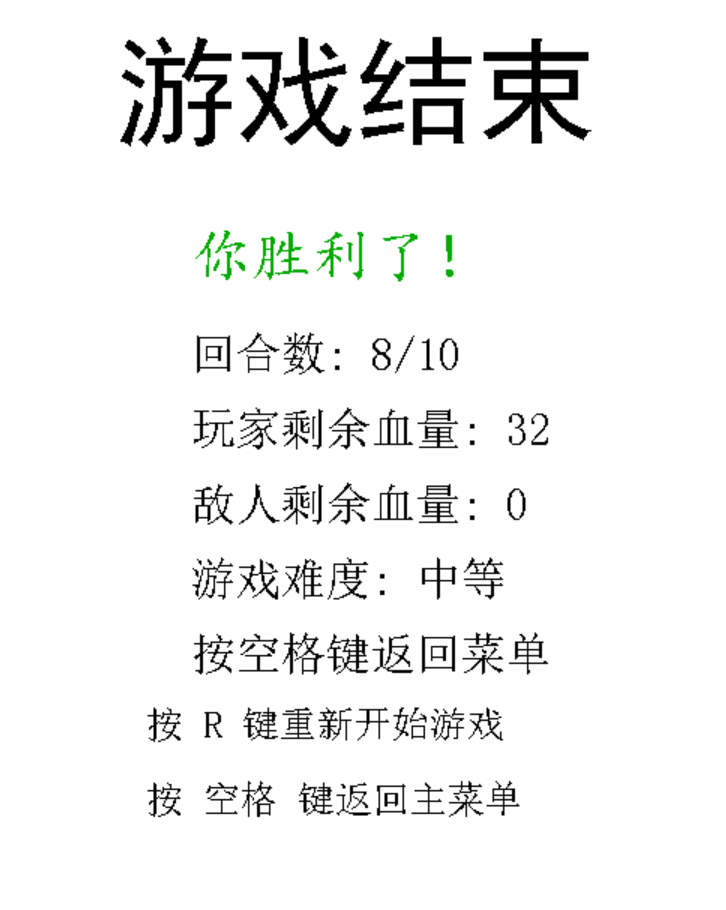 游戏结束
你胜利了!
回合数: 8/10
玩家剩余血量: 32
敌人剩余血量: 0
游戏难度: 中等
按空格键返回菜单
按 R 键重新开始游戏
按 空格 键返回主菜单